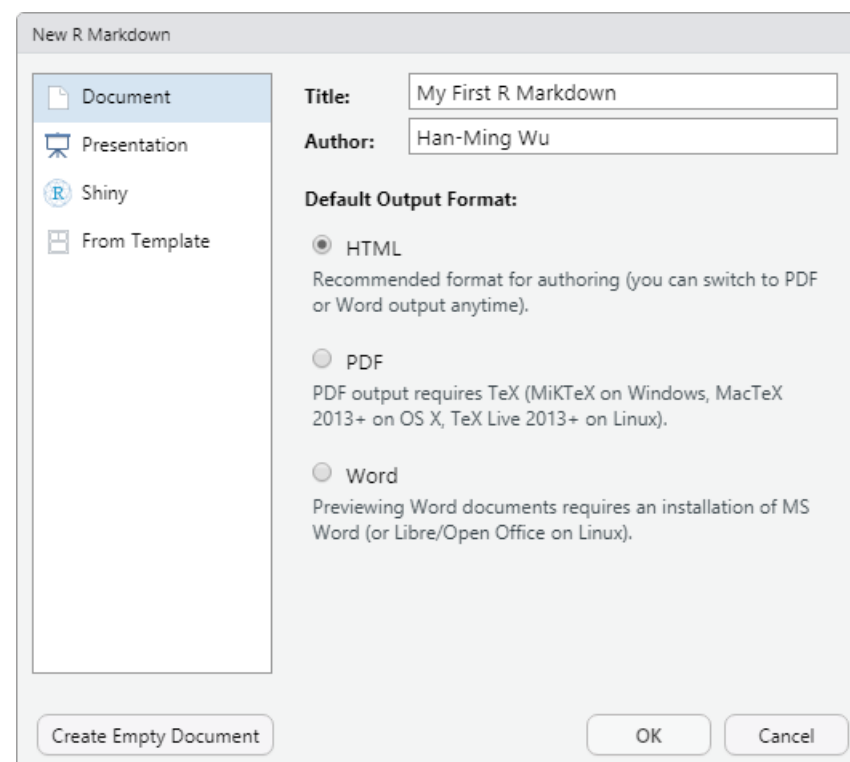 New R Markdown
Document
Presentation
R Shiny
From Template
Title: My First R Markdown
Author: Han-Ming Wu
Default Output Format:
HTML
Recommended format for authoring (you can switch to PDF
or Word output anytime).
PDF
PDF output requires TeX (MiKTeX on Windows, MacTeX
2013+ on OS X, TeX Live 2013+ on Linux).
Word
Previewing Word documents requires an installation of MS
Word (or Libre/Open Office on Linux).
Create Empty Document
OK
Cancel